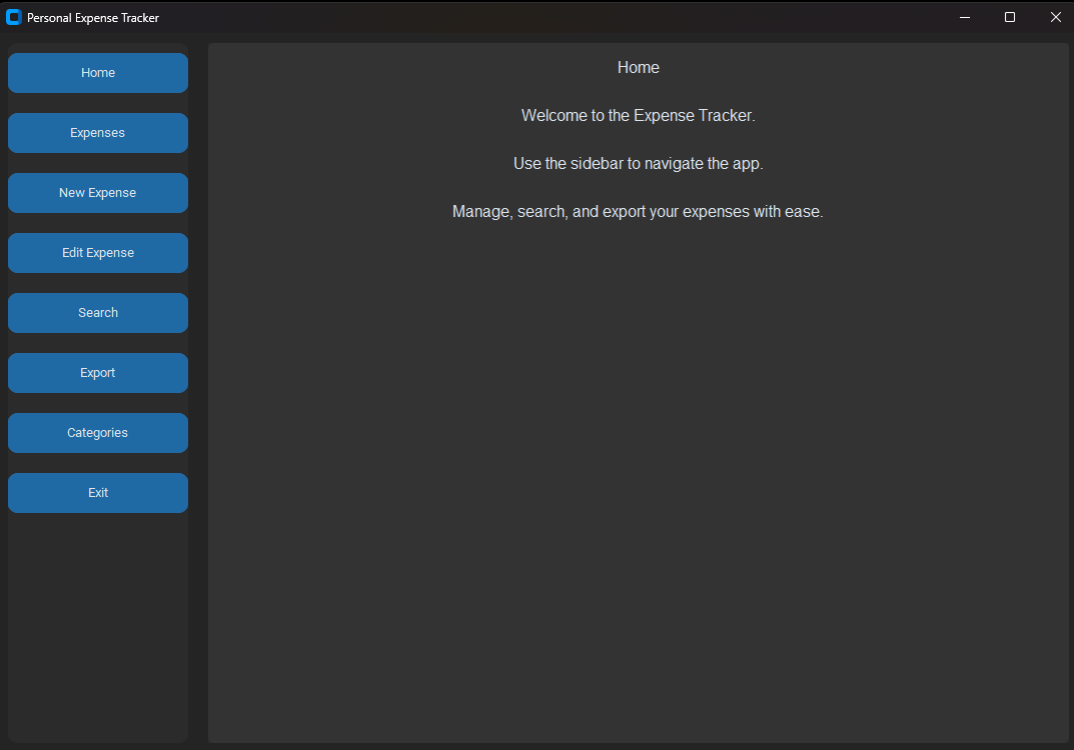 Personal Expense Tracker
Home
Expenses
New Expense
Edit Expense
Search
Export
Categories
Exit
Home
Welcome to the Expense Tracker.
Use the sidebar to navigate the app.
Manage, search, and export your expenses with ease.